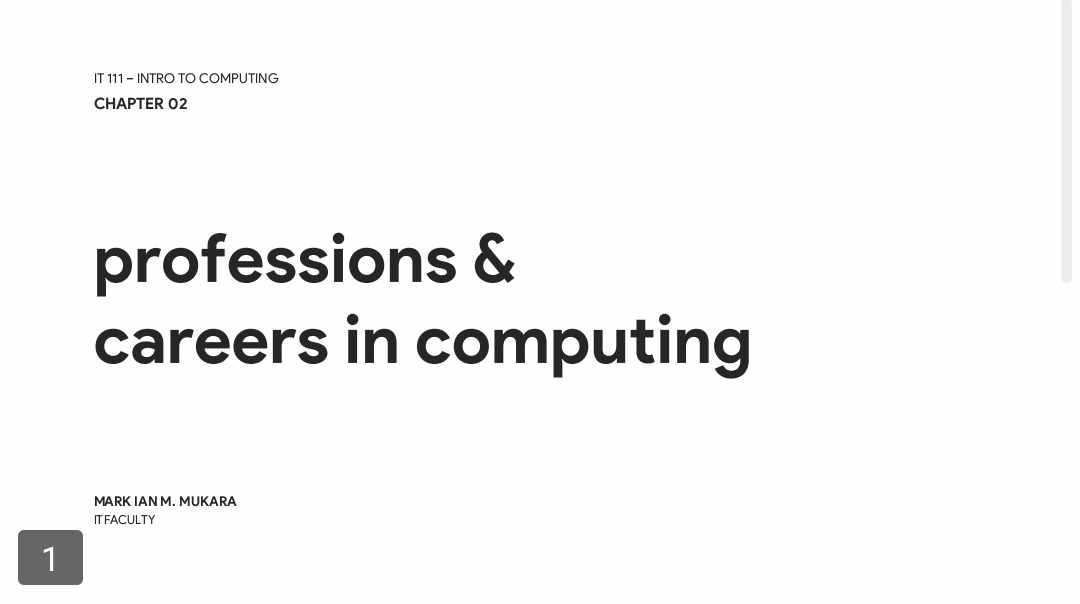 IT 111 – INTRO TO COMPUTING
CHAPTER 02
professions &
careers in computing
MARK IAN M. MUKARA
IT FACULTY
1